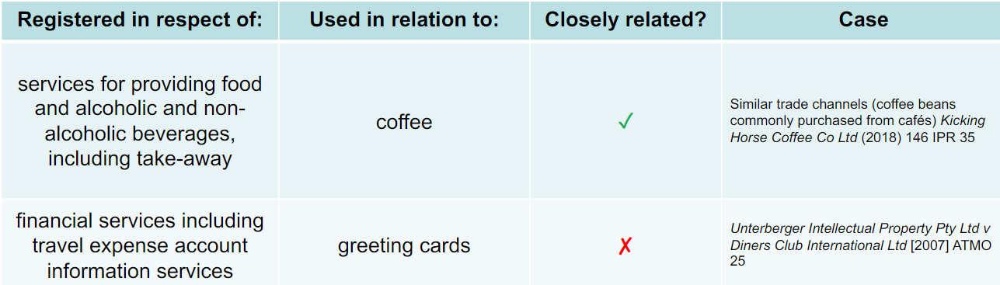 Registered in respect of:
Used in relation to:
Closely related?
Case
services for providing food
and alcoholic and non-
alcoholic beverages,
including take-away
coffee
✓
Similar trade channels (coffee beans
commonly purchased from cafés) Kicking
Horse Coffee Co Ltd (2018) 146 IPR 35
financial services including
travel expense account
information services
greeting cards
✗
Unterberger Intellectual Property Pty Ltd v
Diners Club International Ltd [2007] ATMO
25